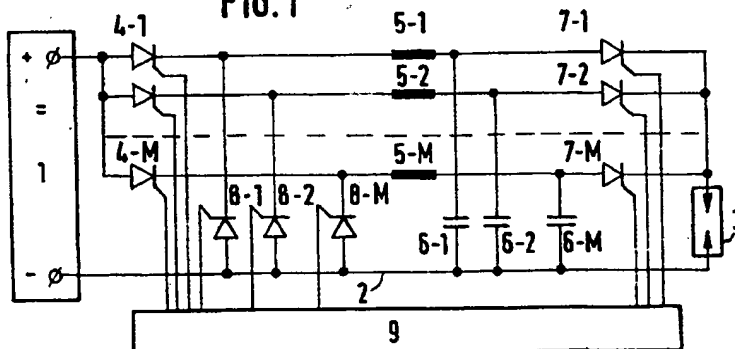 FIG. 1
4-1 5-1 7-1
+ 5-2 7-2
=
1 4-M 5-M 7-M
8-1 8-2 8-M
6-1 6-2 6-M
- 2
9